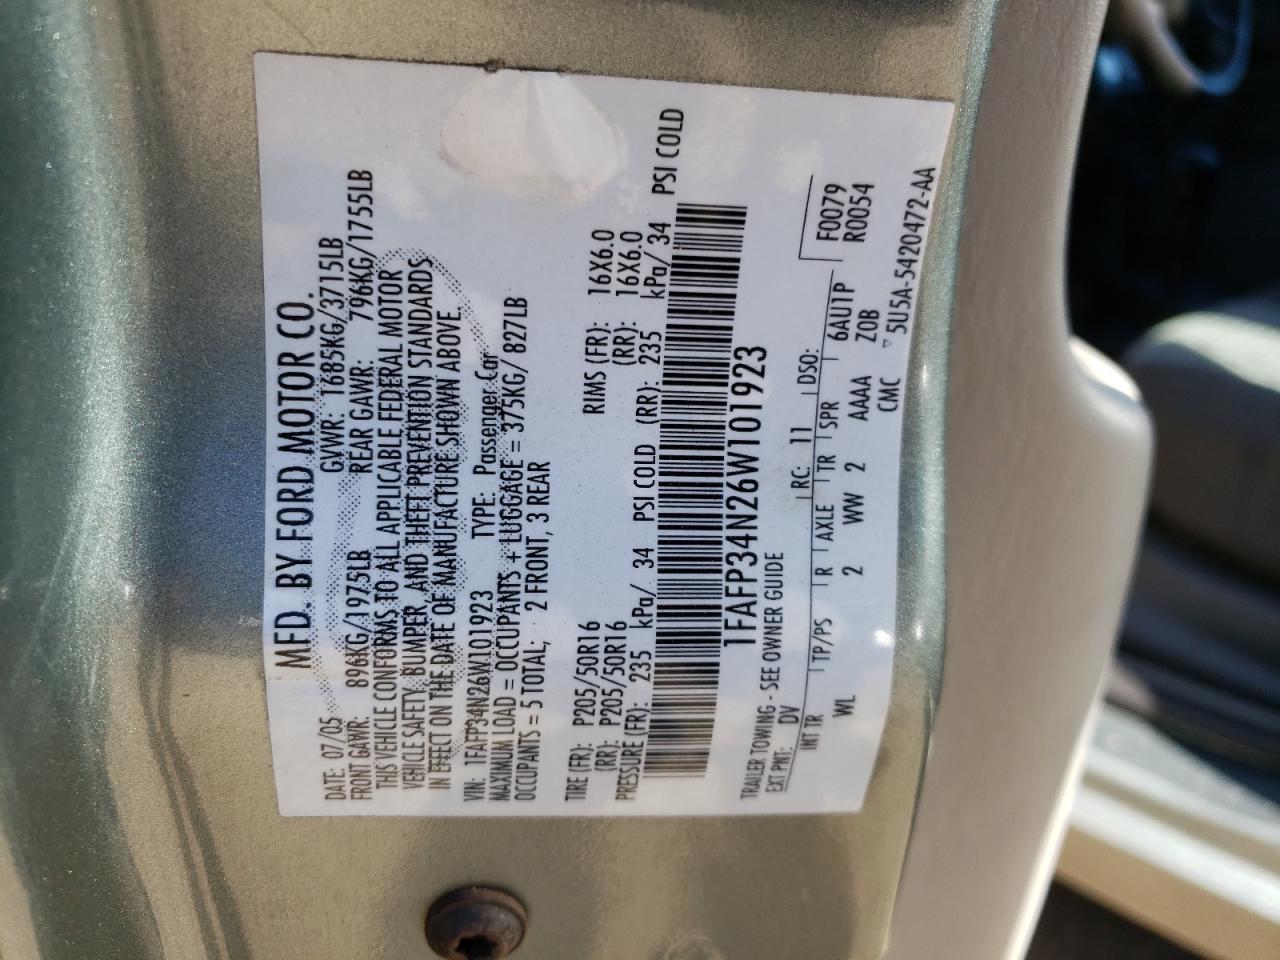 MFD. BY FORD MOTOR CO.
DATE: 07/05 GVWR: 1685KG/3715LB
FRONT GAWR: 896KG/1975LB REAR GAWR: 796KG/1755LB
THIS VEHICLE CONFORMS TO ALL APPLICABLE FEDERAL MOTOR
VEHICLE SAFETY, BUMPER, AND THEFT PREVENTION STANDARDS
IN EFFECT ON THE DATE OF MANUFACTURE SHOWN ABOVE.
VIN: 1FAFP34N26W101923 TYPE: Passenger Car
MAXIMUM LOAD = OCCUPANTS + LUGGAGE = 375KG/ 827LB
OCCUPANTS = 5 TOTAL; 2 FRONT, 3 REAR
TIRE (FR): P205/50R16 RIMS (FR): 16X6.0
(RR): P205/50R16 (RR): 16X6.0
PRESSURE (FR): 235 kPa/ 34 PSI COLD (RR): 235 kPa/ 34 PSI COLD
1FAFP34N26W101923
TRAILER TOWING - SEE OWNER GUIDE
EXT PNT: DV RC: 11 DSO: F0079
INT TR TP/PS R AXLE TR SPR 6AU1P R0054
WL 2 WW 2 AAAA ZOB
CMC ▽ 5U5A-5420472-AA